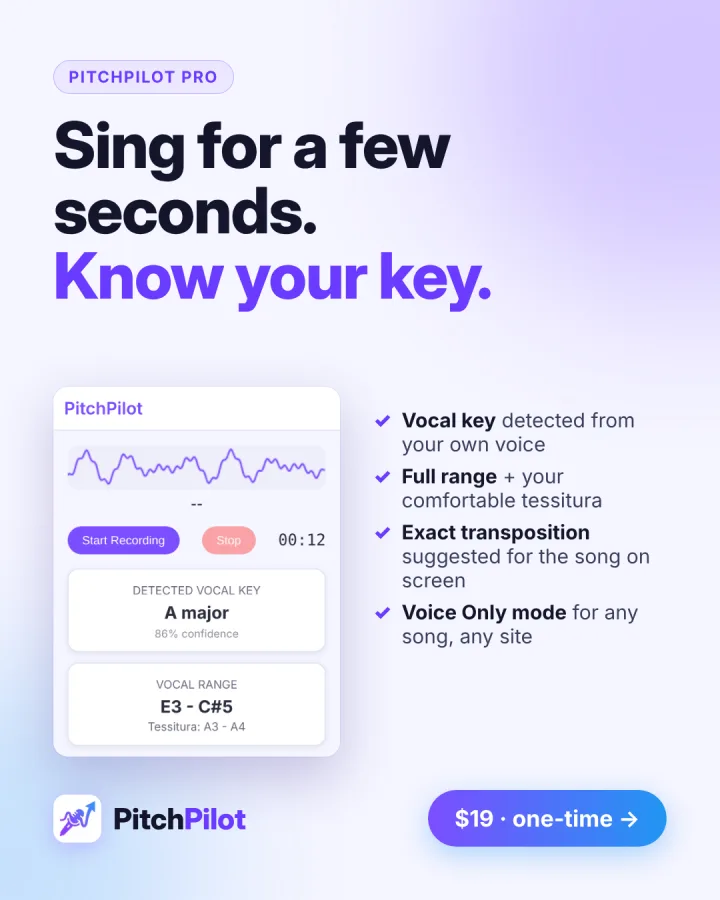 PITCHPILOT PRO
Sing for a few
seconds.
Know your key.
PitchPilot
--
Start Recording
Stop
00:12
DETECTED VOCAL KEY
A major
86% confidence
VOCAL RANGE
E3 - C#5
Tessitura: A3 - A4
Vocal key detected from
your own voice
Full range + your
comfortable tessitura
Exact transposition
suggested for the song on
screen
Voice Only mode for any
song, any site
PitchPilot
$19 · one-time →